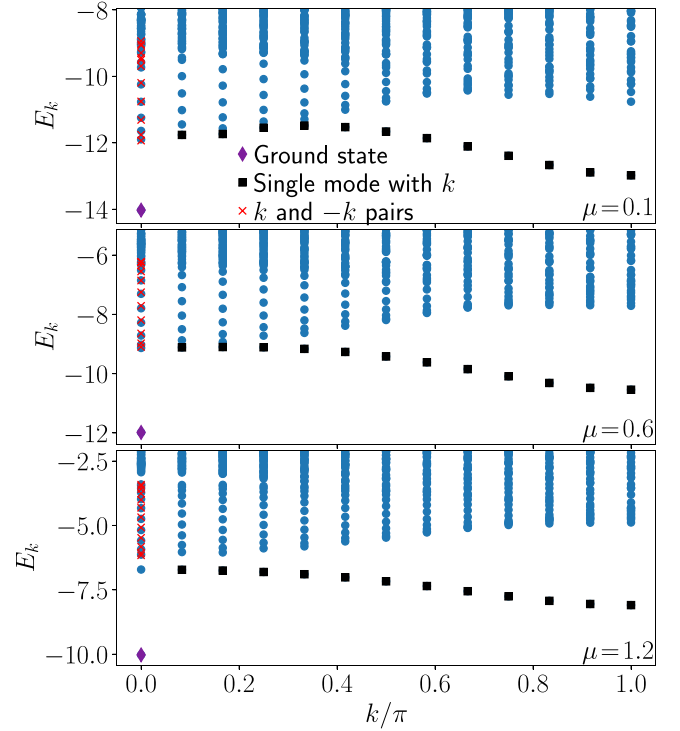 −8
−10
−12
−14
E_k
Ground state
Single mode with k
k and −k pairs
μ=0.1
−6
−8
−10
−12
E_k
μ=0.6
−2.5
−5.0
−7.5
−10.0
E_k
μ=1.2
0.0 0.2 0.4 0.6 0.8 1.0
k/π